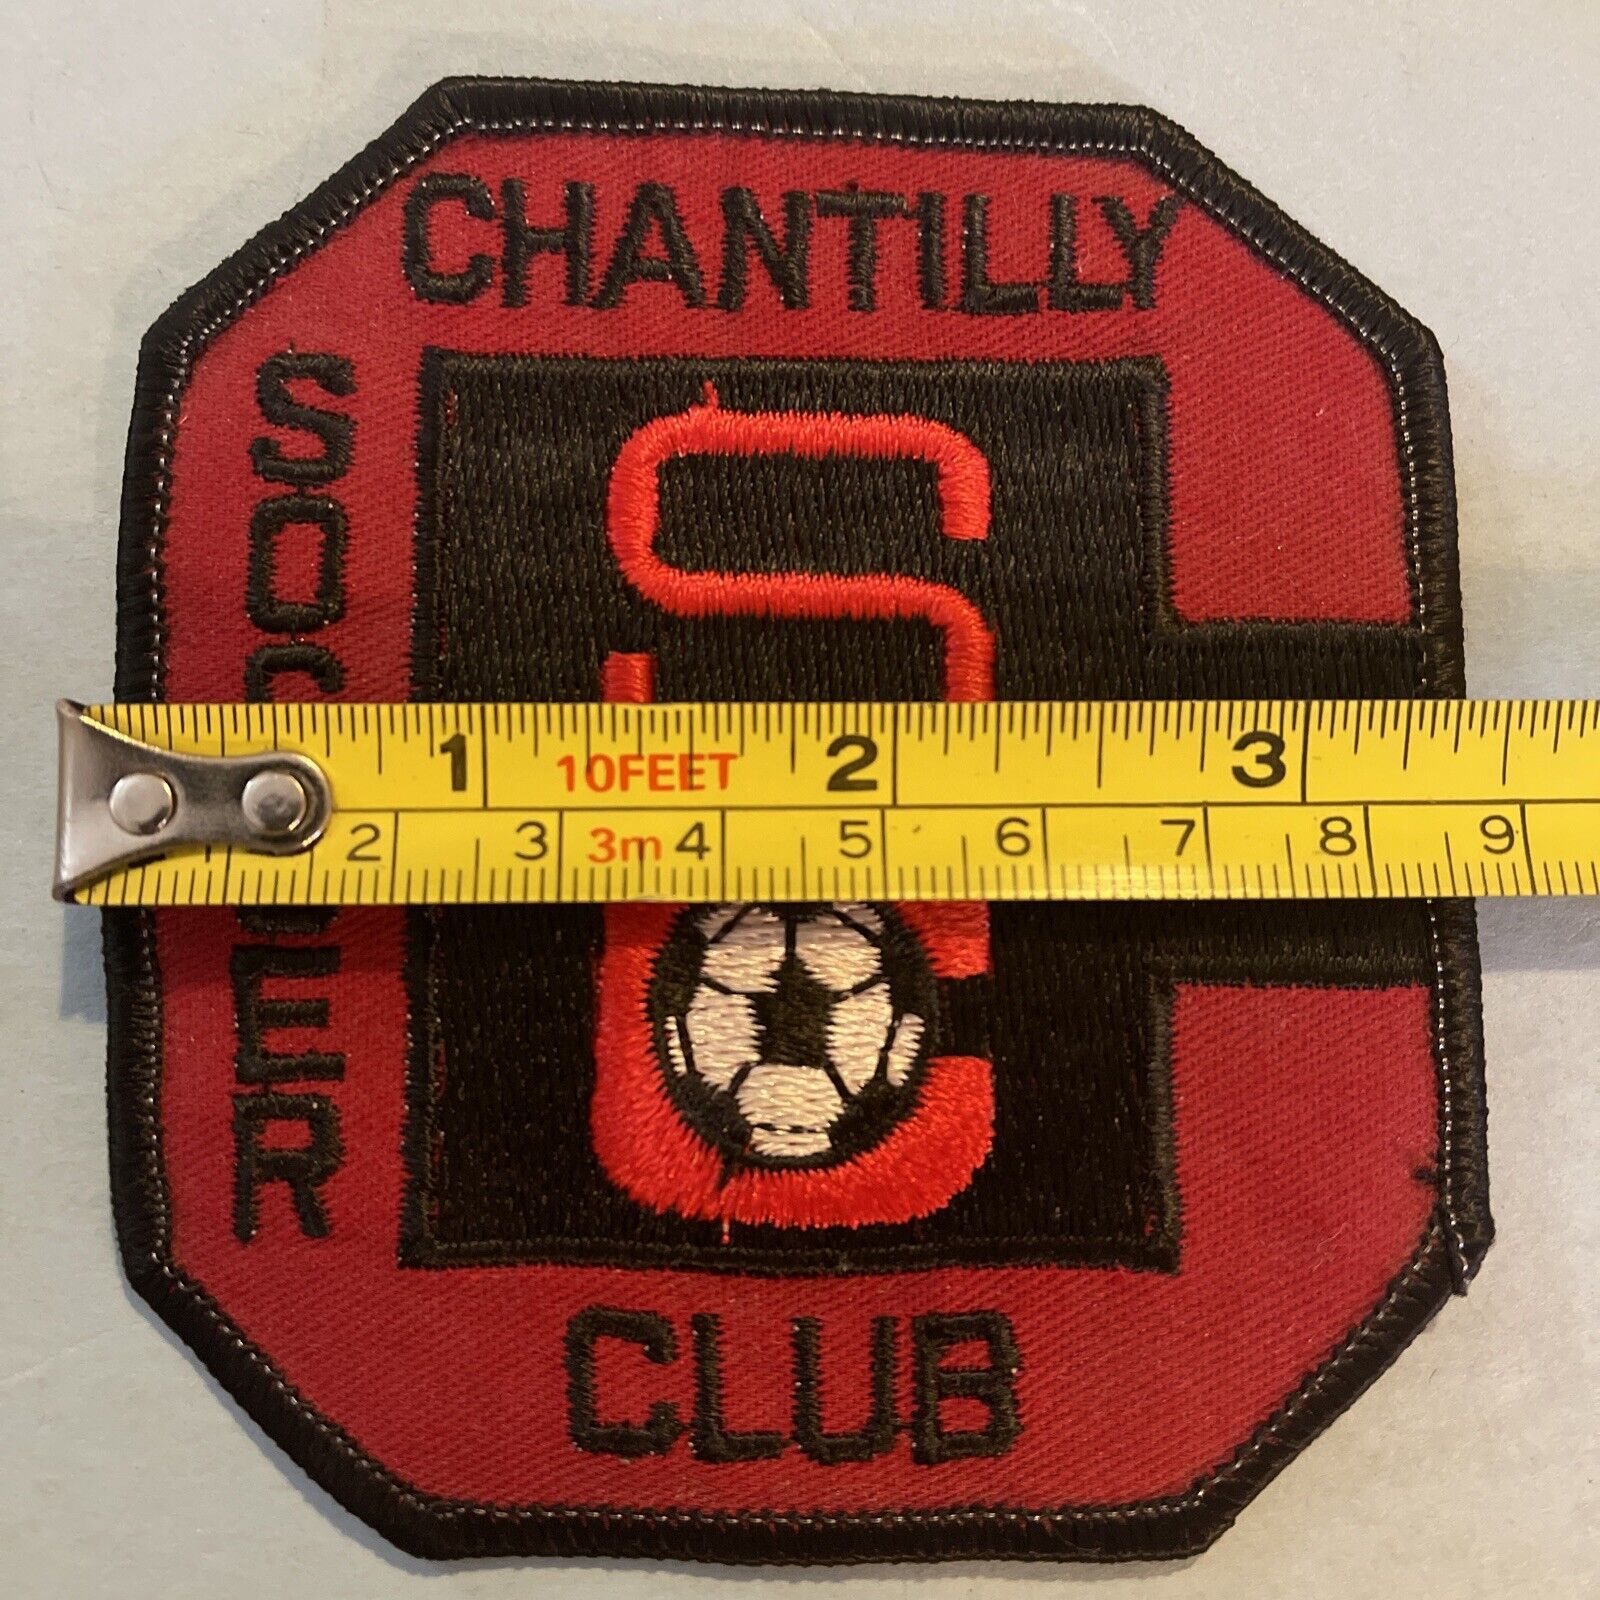 CHANTILLY
SOCCER
S
1 10FEET 2 3
2 3 3m 4 5 6 7 8 9
C
CLUB